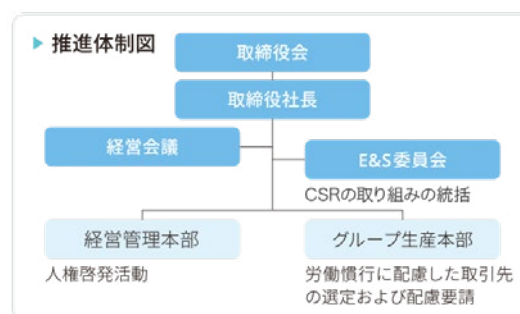 推進体制図
取締役会
取締役社長
経営会議
E&S委員会
CSRの取り組みの統括
経営管理本部
人権啓発活動
グループ生産本部
労働慣行に配慮した取引先
の選定および配慮要請